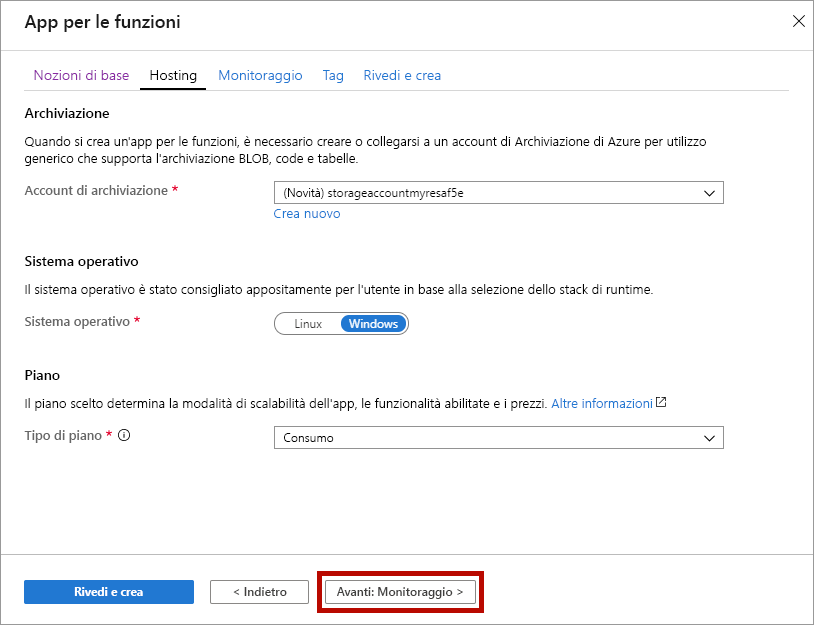 App per le funzioni
Nozioni di base Hosting Monitoraggio Tag Rivedi e crea
Archiviazione
Quando si crea un'app per le funzioni, è necessario creare o collegarsi a un account di Archiviazione di Azure per utilizzo
generico che supporta l'archiviazione BLOB, code e tabelle.
Account di archiviazione * (Novità) storageaccountmyresaf5e
Crea nuovo
Sistema operativo
Il sistema operativo è stato consigliato appositamente per l'utente in base alla selezione dello stack di runtime.
Sistema operativo * Linux Windows
Piano
Il piano scelto determina la modalità di scalabilità dell'app, le funzionalità abilitate e i prezzi. Altre informazioni
Tipo di piano * Consumo
Rivedi e crea < Indietro Avanti: Monitoraggio >